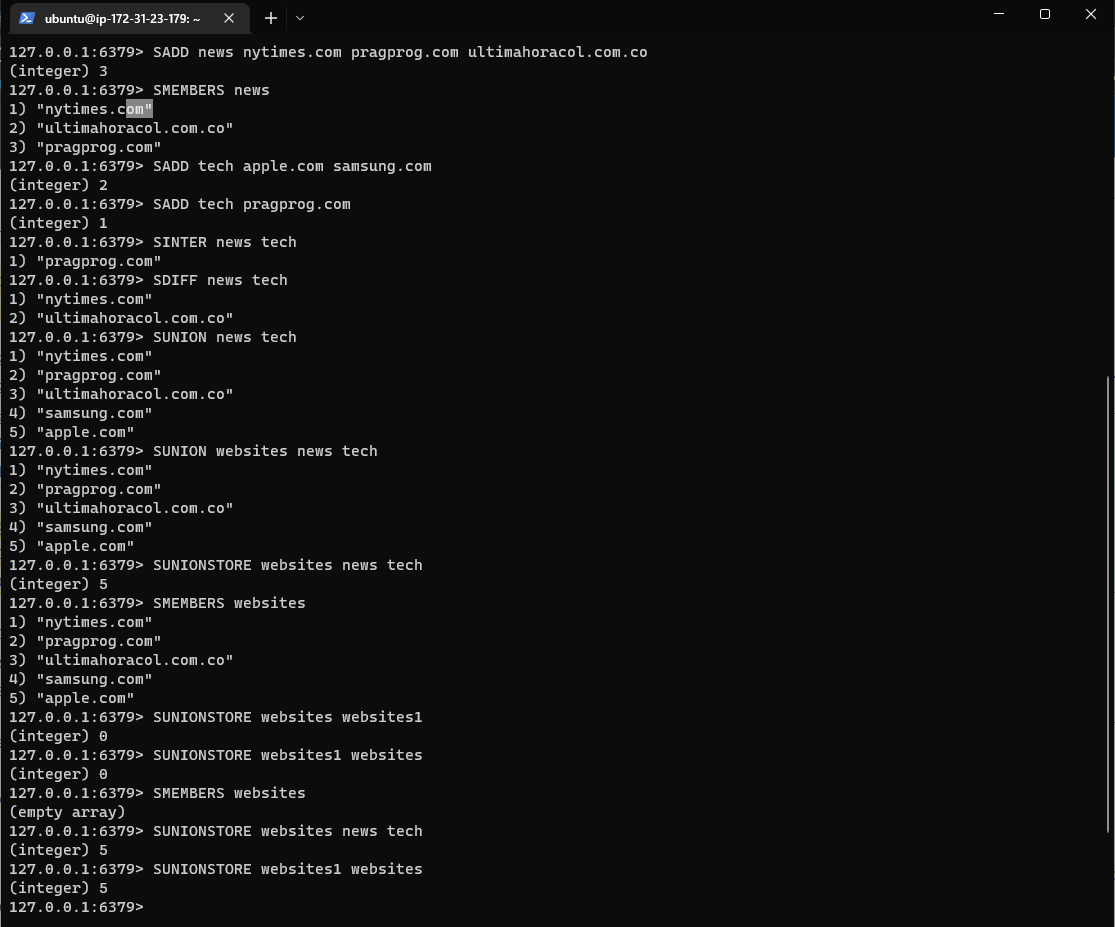 ubuntu@ip-172-31-23-179: ~
127.0.0.1:6379> SADD news nytimes.com pragprog.com ultimahoracol.com.co
(integer) 3
127.0.0.1:6379> SMEMBERS news
1) "nytimes.com"
2) "ultimahoracol.com.co"
3) "pragprog.com"
127.0.0.1:6379> SADD tech apple.com samsung.com
(integer) 2
127.0.0.1:6379> SADD tech pragprog.com
(integer) 1
127.0.0.1:6379> SINTER news tech
1) "pragprog.com"
127.0.0.1:6379> SDIFF news tech
1) "nytimes.com"
2) "ultimahoracol.com.co"
127.0.0.1:6379> SUNION news tech
1) "nytimes.com"
2) "pragprog.com"
3) "ultimahoracol.com.co"
4) "samsung.com"
5) "apple.com"
127.0.0.1:6379> SUNION websites news tech
1) "nytimes.com"
2) "pragprog.com"
3) "ultimahoracol.com.co"
4) "samsung.com"
5) "apple.com"
127.0.0.1:6379> SUNIONSTORE websites news tech
(integer) 5
127.0.0.1:6379> SMEMBERS websites
1) "nytimes.com"
2) "pragprog.com"
3) "ultimahoracol.com.co"
4) "samsung.com"
5) "apple.com"
127.0.0.1:6379> SUNIONSTORE websites websites1
(integer) 0
127.0.0.1:6379> SUNIONSTORE websites1 websites
(integer) 0
127.0.0.1:6379> SMEMBERS websites
(empty array)
127.0.0.1:6379> SUNIONSTORE websites news tech
(integer) 5
127.0.0.1:6379> SUNIONSTORE websites1 websites
(integer) 5
127.0.0.1:6379>